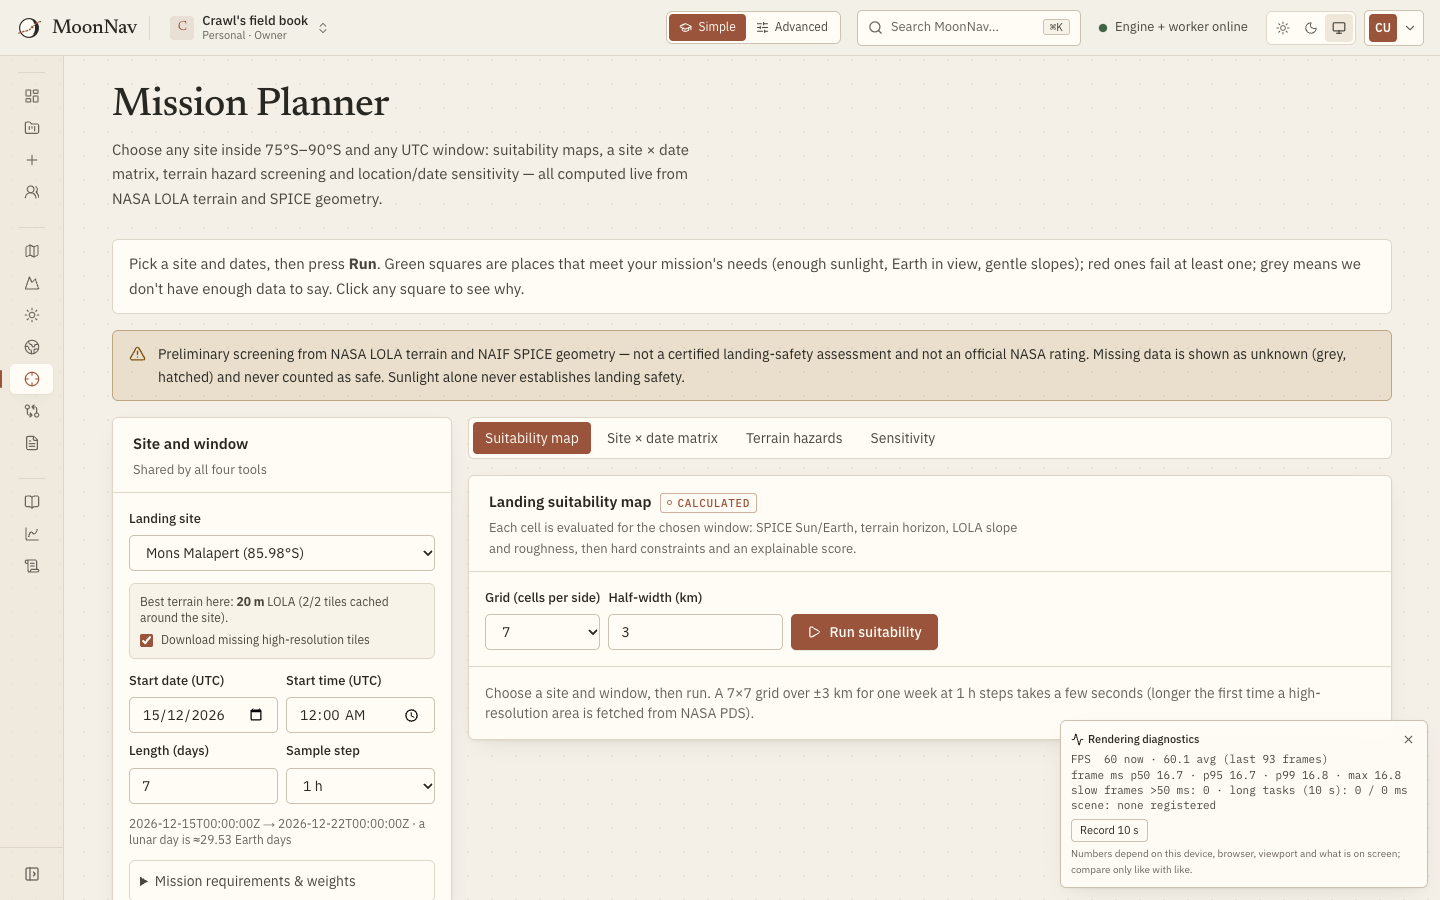 MoonNav
C
Crawl's field book
Personal · Owner
Simple
Advanced
Search MoonNav...
⌘K
Engine + worker online
CU
Mission Planner
Choose any site inside 75°S–90°S and any UTC window: suitability maps, a site × date
matrix, terrain hazard screening and location/date sensitivity — all computed live from
NASA LOLA terrain and SPICE geometry.
Pick a site and dates, then press Run. Green squares are places that meet your mission's needs (enough sunlight, Earth in view, gentle slopes); red ones fail at least one; grey means we
don't have enough data to say. Click any square to see why.
Preliminary screening from NASA LOLA terrain and NAIF SPICE geometry — not a certified landing-safety assessment and not an official NASA rating. Missing data is shown as unknown (grey,
hatched) and never counted as safe. Sunlight alone never establishes landing safety.
Site and window
Shared by all four tools
Landing site
Mons Malapert (85.98°S)
Best terrain here: 20 m LOLA (2/2 tiles cached
around the site).
Download missing high-resolution tiles
Start date (UTC)
Start time (UTC)
15/12/2026
12:00 AM
Length (days)
Sample step
7
1 h
2026-12-15T00:00:00Z → 2026-12-22T00:00:00Z · a
lunar day is ≈29.53 Earth days
Mission requirements & weights
Suitability map
Site × date matrix
Terrain hazards
Sensitivity
Landing suitability map
CALCULATED
Each cell is evaluated for the chosen window: SPICE Sun/Earth, terrain horizon, LOLA slope
and roughness, then hard constraints and an explainable score.
Grid (cells per side)
Half-width (km)
7
3
Run suitability
Choose a site and window, then run. A 7×7 grid over ±3 km for one week at 1 h steps takes a few seconds (longer the first time a high-
resolution area is fetched from NASA PDS).
Rendering diagnostics
FPS 60 now · 60.1 avg (last 93 frames)
frame ms p50 16.7 · p95 16.7 · p99 16.8 · max 16.8
slow frames >50 ms: 0 · long tasks (10 s): 0 / 0 ms
scene: none registered
Record 10 s
Numbers depend on this device, browser, viewport and what is on screen;
compare only like with like.